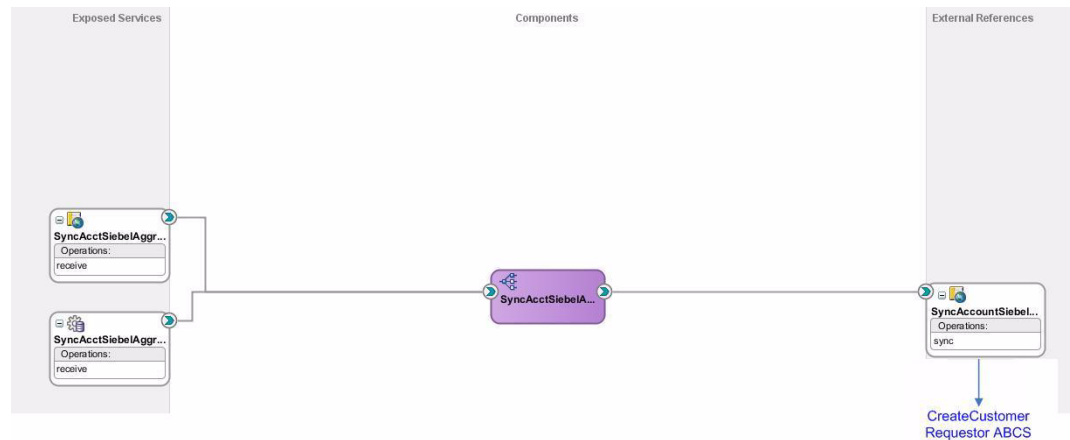 Exposed Services
Components
External References
SyncAcctSiebelAggr...
Operations:
receive
SyncAcctSiebelAggr...
Operations:
receive
SyncAcctSiebelA...
SyncAccountSiebel...
Operations:
sync
CreateCustomer
Requestor ABCS